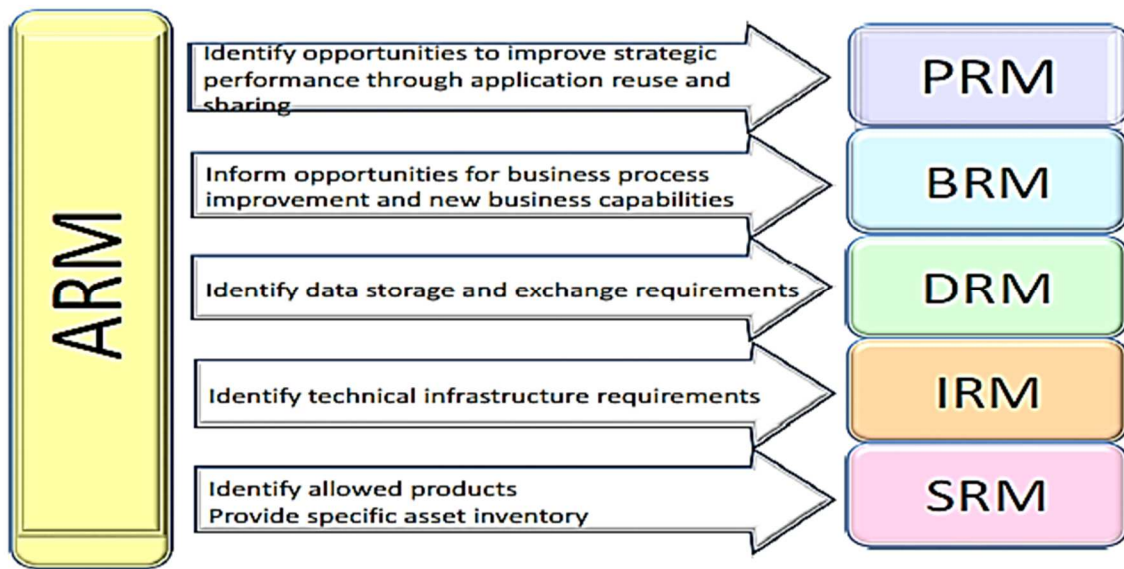 ARM
Identify opportunities to improve strategic
performance through application reuse and
sharing
PRM
Inform opportunities for business process
improvement and new business capabilities
BRM
Identify data storage and exchange requirements
DRM
Identify technical infrastructure requirements
IRM
Identify allowed products
Provide specific asset inventory
SRM